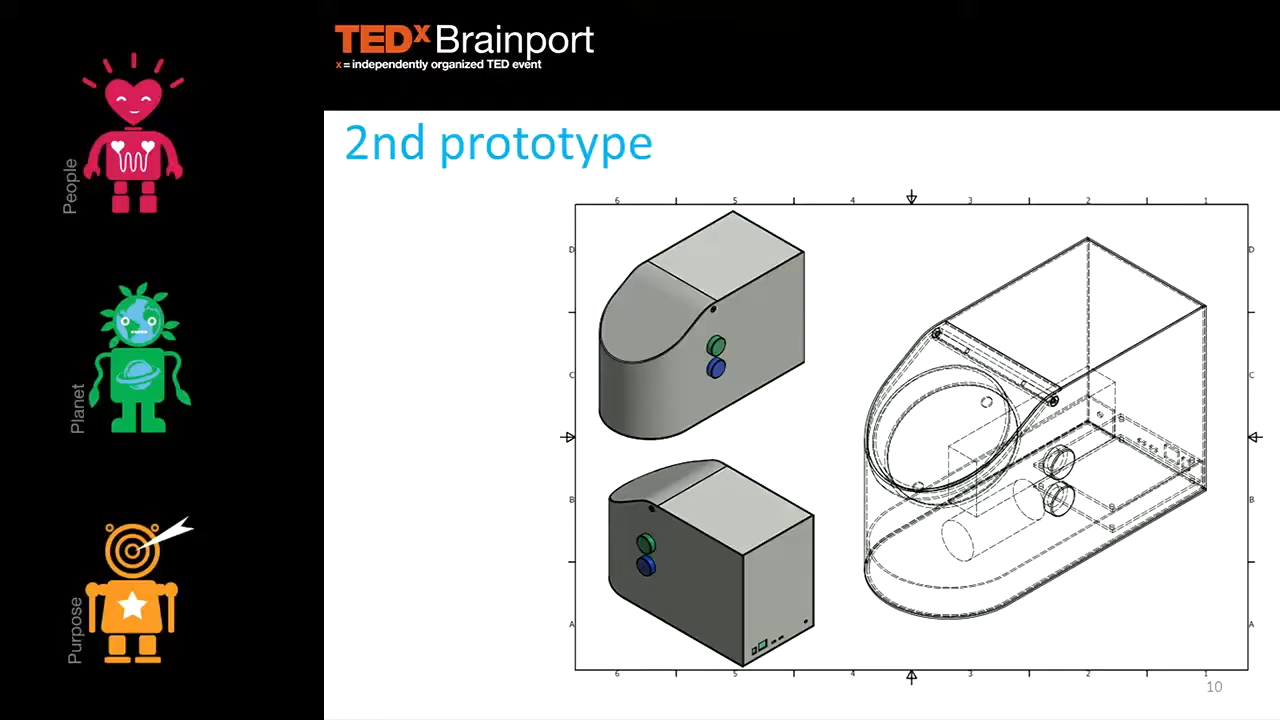 TEDx Brainport
x = independently organized TED event
2nd prototype
People
Planet
Purpose
6 5 4 3 2 1
D D
C C
B B
A A
6 5 4 3 2 1
10